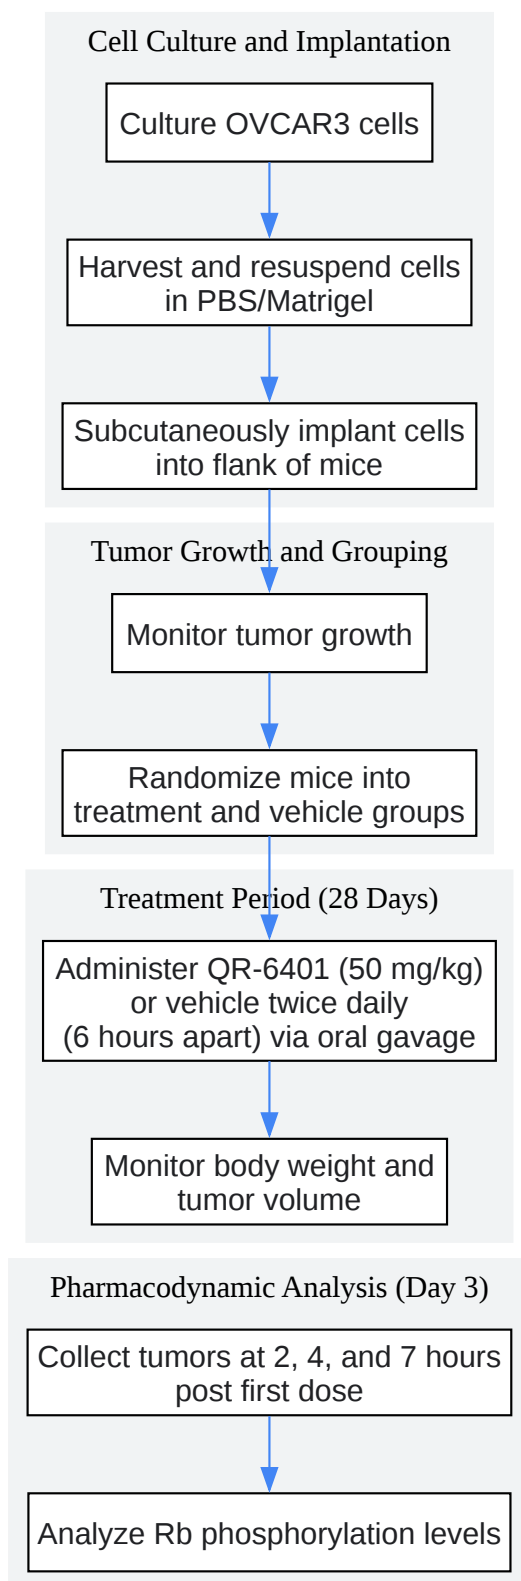 Cell Culture and Implantation
Culture OVCAR3 cells
Harvest and resuspend cells
in PBS/Matrigel
Subcutaneously implant cells
into flank of mice
Tumor Growth and Grouping
Monitor tumor growth
Randomize mice into
treatment and vehicle groups
Treatment Period (28 Days)
Administer QR-6401 (50 mg/kg)
or vehicle twice daily
(6 hours apart) via oral gavage
Monitor body weight and
tumor volume
Pharmacodynamic Analysis (Day 3)
Collect tumors at 2, 4, and 7 hours
post first dose
Analyze Rb phosphorylation levels